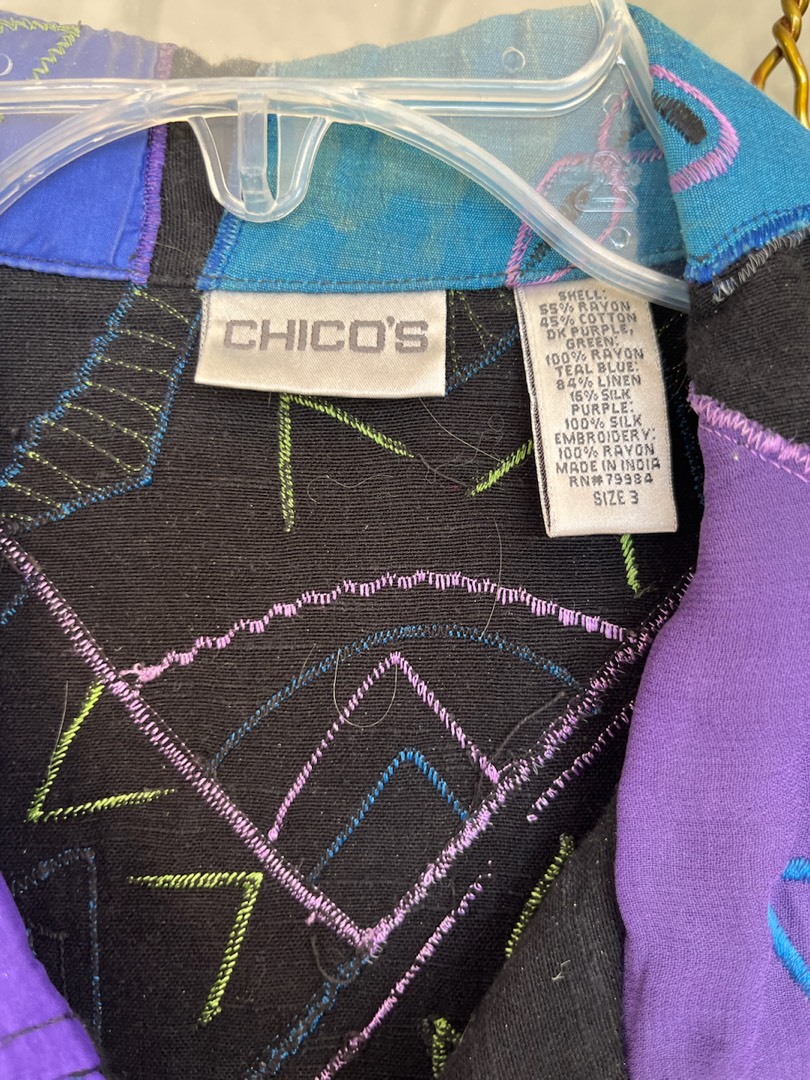 CHICO'S
SHELL:
55% RAYON
45% COTTON
DK PURPLE,
GREEN:
100% RAYON
TEAL BLUE:
84% LINEN
16% SILK
PURPLE:
100% SILK
EMBROIDERY:
100% RAYON
MADE IN INDIA
RN# 79984
SIZE 3